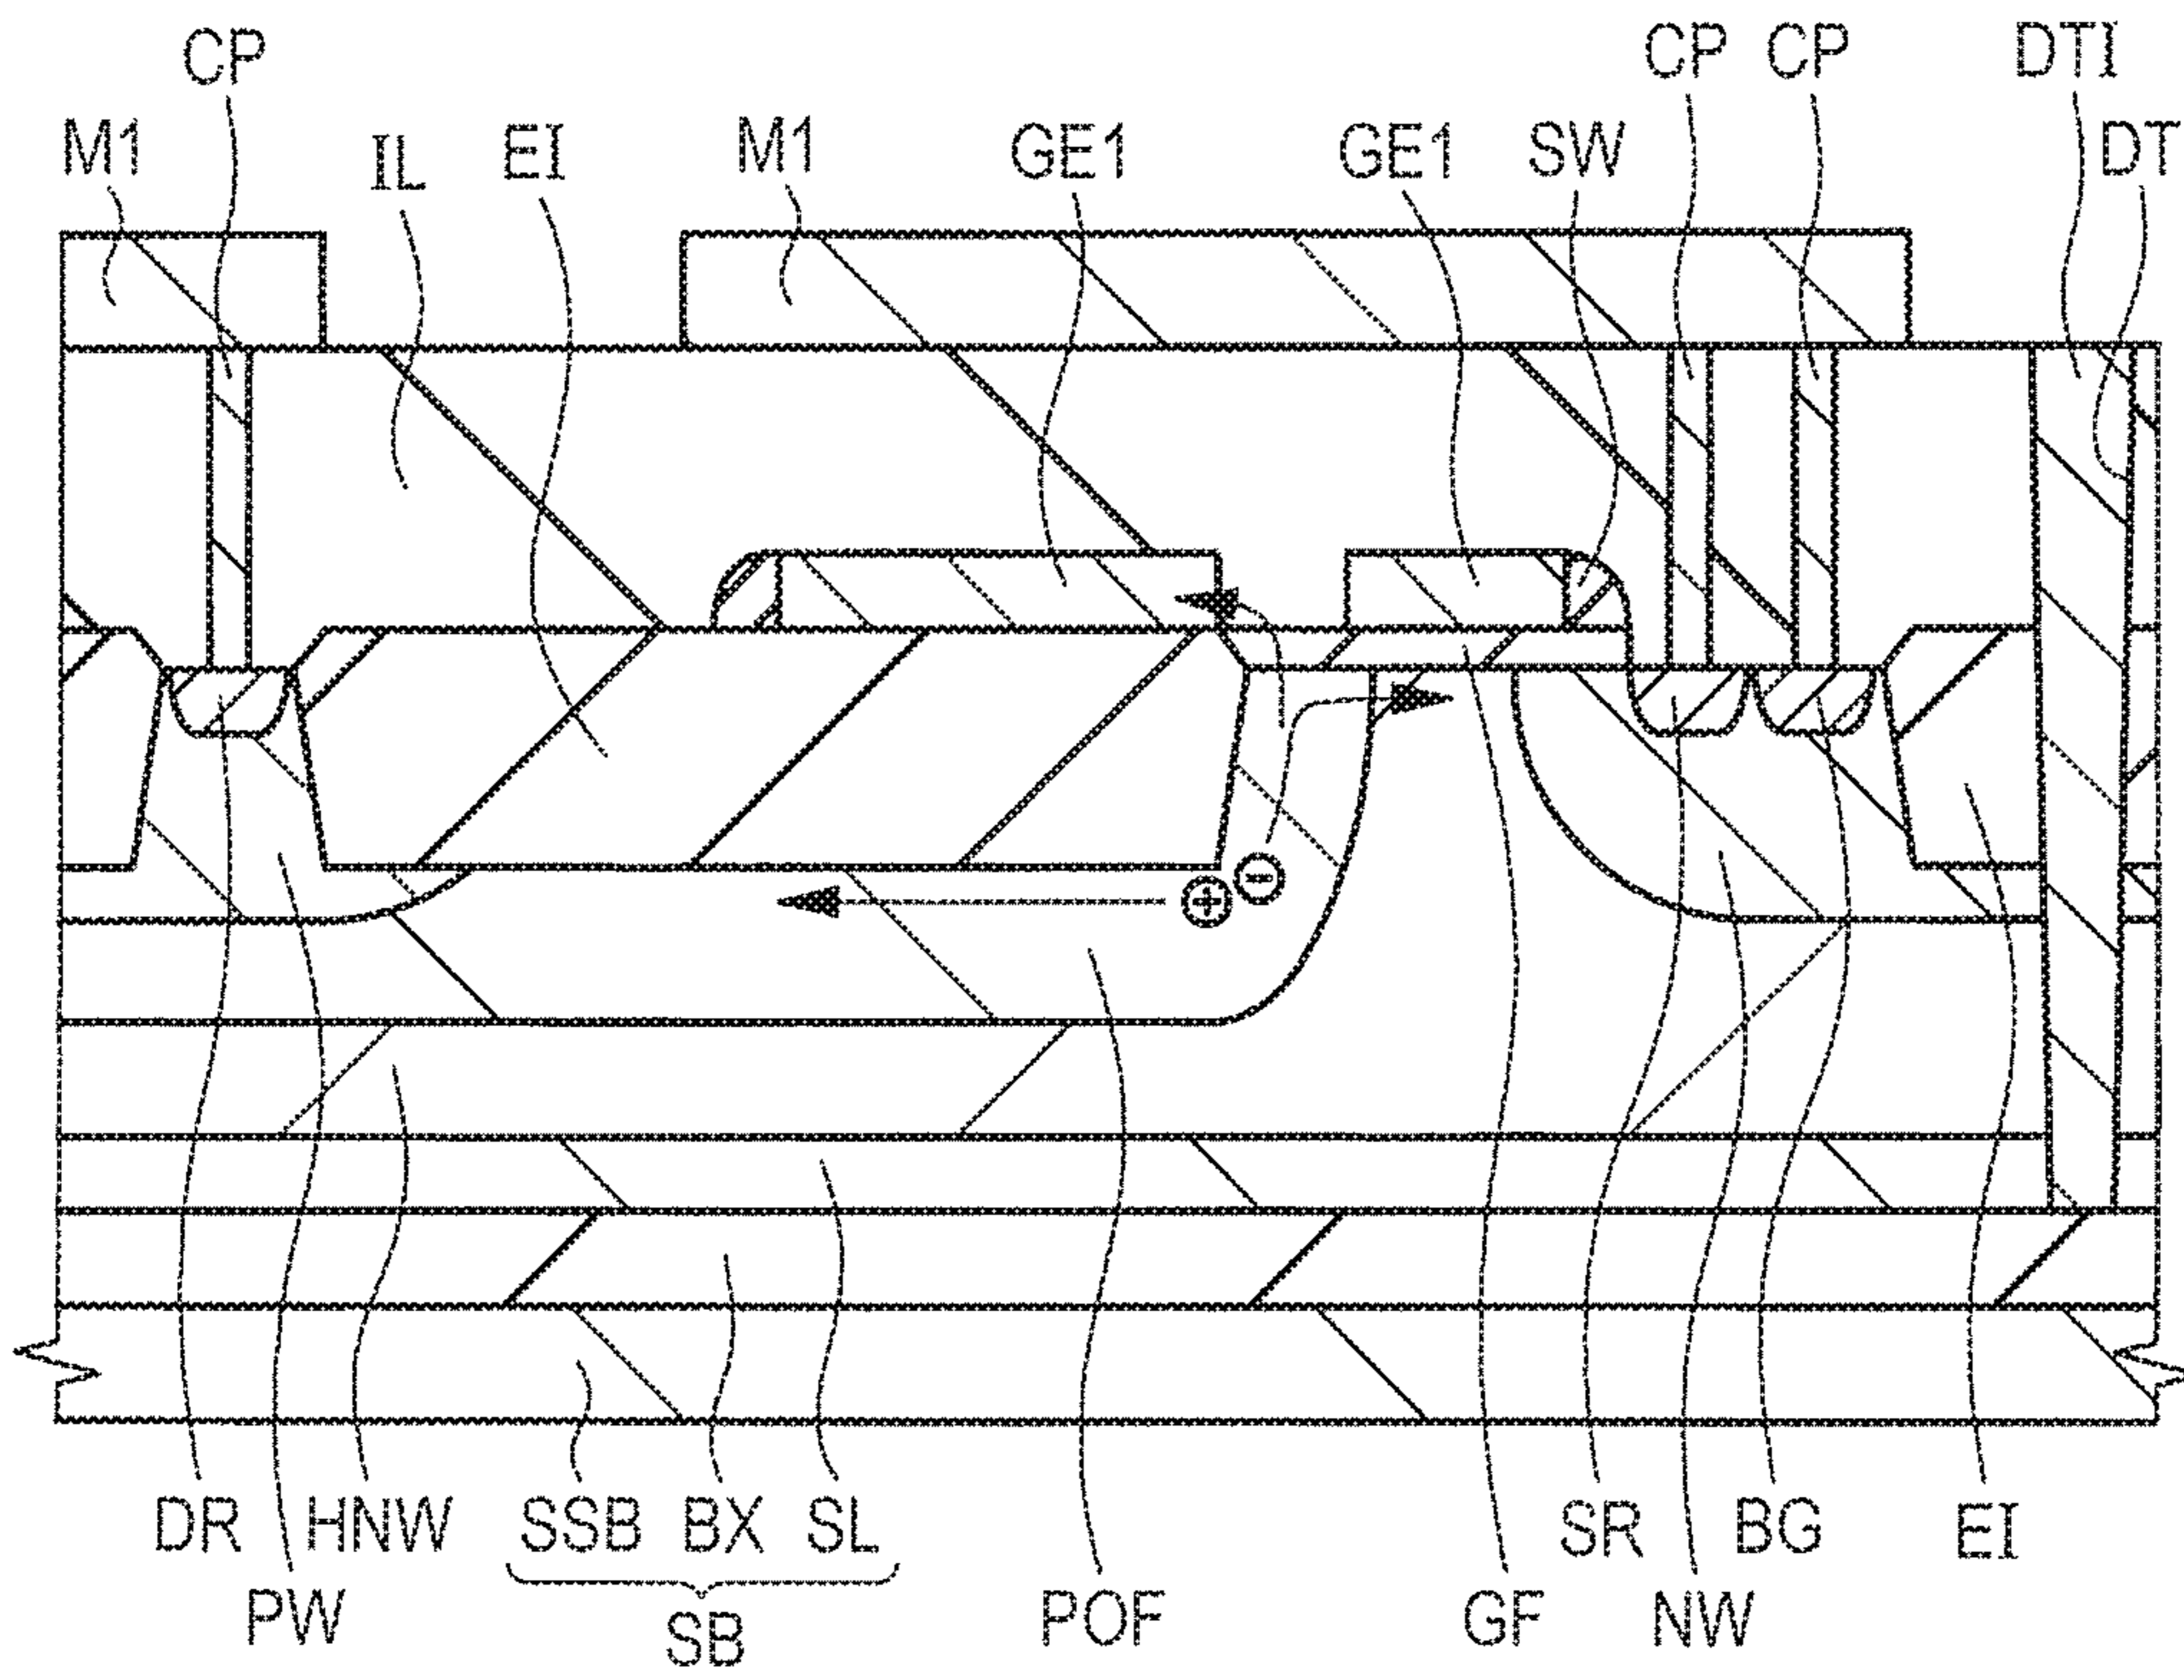 CP CP CP DTI
M1 IL EI M1 GE1 GE1 SW DT
+ -
DR HNW SSB BX SL SR BG EI
PW SB POF GF NW